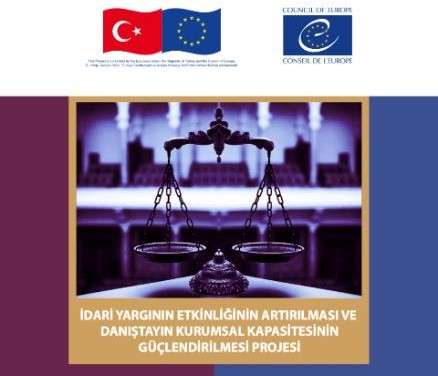 COUNCIL OF EUROPE
CONSEIL DE L'EUROPE
İDARİ YARGININ ETKİNLİĞİNİN ARTIRILMASI VE
DANIŞTAYIN KURUMSAL KAPASİTESİNİN
GÜÇLENDİRİLMESİ PROJESİ